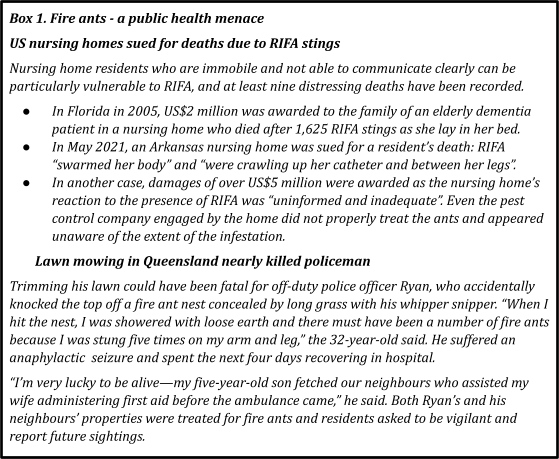 Box 1. Fire ants - a public health menace
US nursing homes sued for deaths due to RIFA stings
Nursing home residents who are immobile and not able to communicate clearly can be
particularly vulnerable to RIFA, and at least nine distressing deaths have been recorded.
● In Florida in 2005, US$2 million was awarded to the family of an elderly dementia
patient in a nursing home who died after 1,625 RIFA stings as she lay in her bed.
● In May 2021, an Arkansas nursing home was sued for a resident's death: RIFA
“swarmed her body” and “were crawling up her catheter and between her legs”.
● In another case, damages of over US$5 million were awarded as the nursing home's
reaction to the presence of RIFA was “uninformed and inadequate”. Even the pest
control company engaged by the home did not properly treat the ants and appeared
unaware of the extent of the infestation.
Lawn mowing in Queensland nearly killed policeman
Trimming his lawn could have been fatal for off-duty police officer Ryan, who accidentally
knocked the top off a fire ant nest concealed by long grass with his whipper snipper. “When I
hit the nest, I was showered with loose earth and there must have been a number of fire ants
because I was stung five times on my arm and leg,” the 32-year-old said. He suffered an
anaphylactic seizure and spent the next four days recovering in hospital.
“I'm very lucky to be alive—my five-year-old son fetched our neighbours who assisted my
wife administering first aid before the ambulance came,” he said. Both Ryan's and his
neighbours' properties were treated for fire ants and residents asked to be vigilant and
report future sightings.